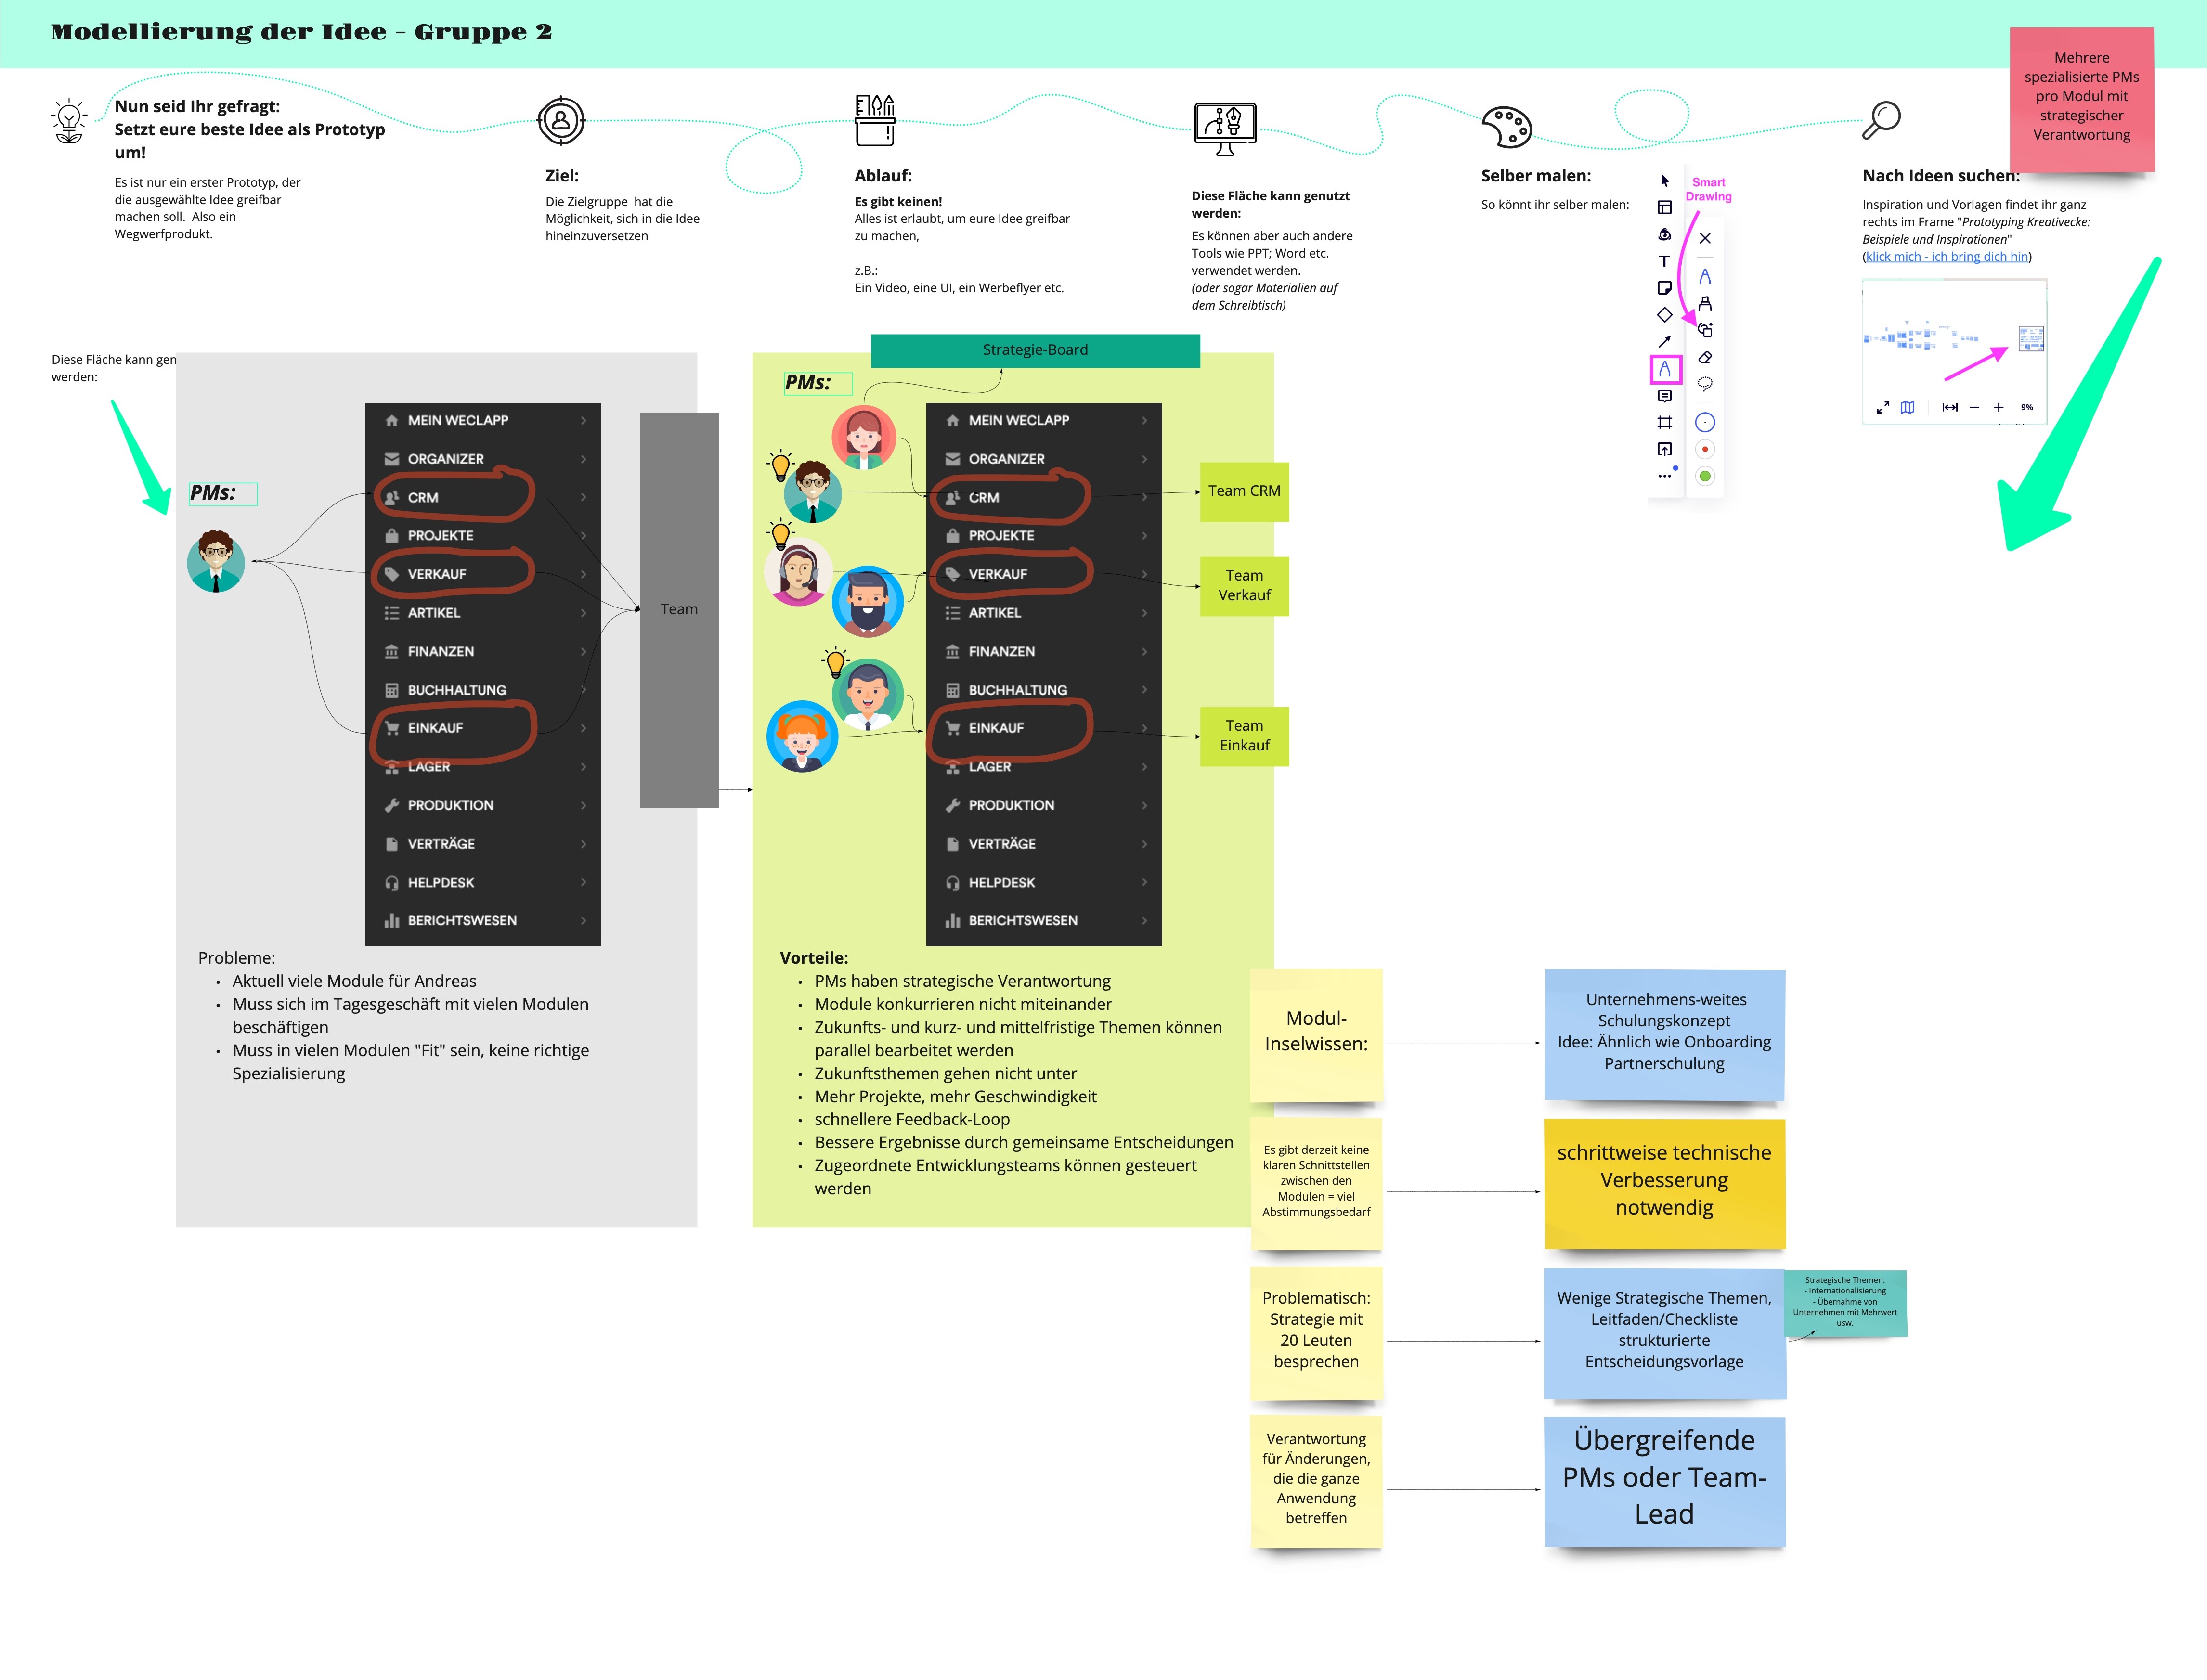 Modellierung der Idee - Gruppe 2
Mehrere
spezialisierte PMs
pro Modul mit
strategischer
Verantwortung
Nun seid Ihr gefragt:
Setzt eure beste Idee als Prototyp
um!
Es ist nur ein erster Prototyp, der
die ausgewählte Idee greifbar
machen soll. Also ein
Wegwerfprodukt.
Ziel:
Die Zielgruppe hat die
Möglichkeit, sich in die Idee
hineinzuversetzen
Ablauf:
Es gibt keinen!
Alles ist erlaubt, um eure Idee greifbar
zu machen,
z.B.:
Ein Video, eine UI, ein Werbeflyer etc.
Diese Fläche kann genutzt
werden:
Es können aber auch andere
Tools wie PPT; Word etc.
verwendet werden.
(oder sogar Materialien auf
dem Schreibtisch)
Selber malen:
So könnt ihr selber malen:
Smart
Drawing
Nach Ideen suchen:
Inspiration und Vorlagen findet ihr ganz
rechts im Frame "Prototyping Kreativecke:
Beispiele und Inspirationen"
(klick mich - ich bring dich hin)
9%
Diese Fläche kann gen
werden:
PMs:
MEIN WECLAPP
ORGANIZER
CRM
PROJEKTE
VERKAUF
ARTIKEL
FINANZEN
BUCHHALTUNG
EINKAUF
LAGER
PRODUKTION
VERTRÄGE
HELPDESK
BERICHTSWESEN
Team
Probleme:
• Aktuell viele Module für Andreas
• Muss sich im Tagesgeschäft mit vielen Modulen
beschäftigen
• Muss in vielen Modulen "Fit" sein, keine richtige
Spezialisierung
Strategie-Board
PMs:
MEIN WECLAPP
ORGANIZER
CRM
PROJEKTE
VERKAUF
ARTIKEL
FINANZEN
BUCHHALTUNG
EINKAUF
LAGER
PRODUKTION
VERTRÄGE
HELPDESK
BERICHTSWESEN
Team CRM
Team
Verkauf
Team
Einkauf
Vorteile:
• PMs haben strategische Verantwortung
• Module konkurrieren nicht miteinander
• Zukunfts- und kurz- und mittelfristige Themen können
parallel bearbeitet werden
• Zukunftsthemen gehen nicht unter
• Mehr Projekte, mehr Geschwindigkeit
• schnellere Feedback-Loop
• Bessere Ergebnisse durch gemeinsame Entscheidungen
• Zugeordnete Entwicklungsteams können gesteuert
werden
Modul-
Inselwissen:
Unternehmens-weites
Schulungskonzept
Idee: Ähnlich wie Onboarding
Partnerschulung
Es gibt derzeit keine
klaren Schnittstellen
zwischen den
Modulen = viel
Abstimmungsbedarf
schrittweise technische
Verbesserung
notwendig
Problematisch:
Strategie mit
20 Leuten
besprechen
Wenige Strategische Themen,
Leitfaden/Checkliste
strukturierte
Entscheidungsvorlage
Strategische Themen:
- Internationalisierung
- Übernahme von
Unternehmen mit Mehrwert
usw.
Verantwortung
für Änderungen,
die die ganze
Anwendung
betreffen
Übergreifende
PMs oder Team-
Lead